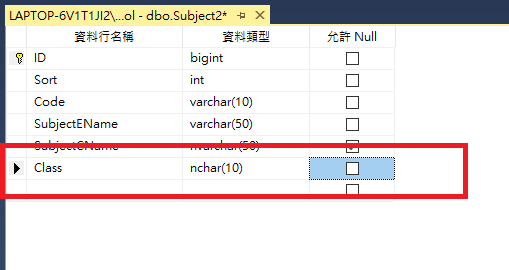 LAPTOP-6V1T1JI2\...ol - dbo.Subject2*
資料行名稱 資料類型 允許 Null
ID bigint
Sort int
Code varchar(10)
SubjectEName varchar(50)
SubjectCName nvarchar(50)
Class nchar(10)